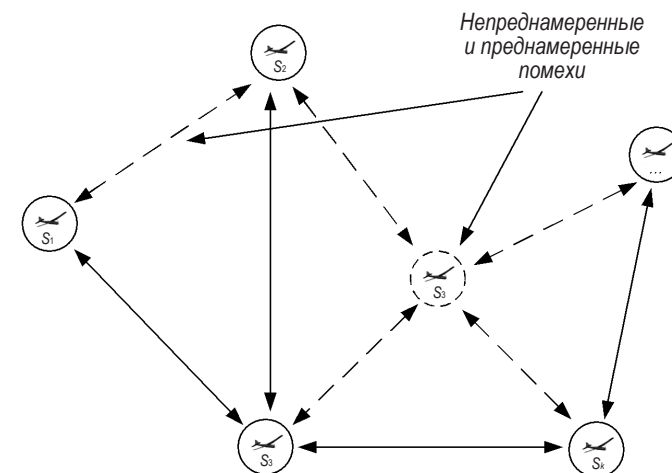 Непреднамеренные
и преднамеренные
помехи
S2
...
S1
S3
S3
Sk